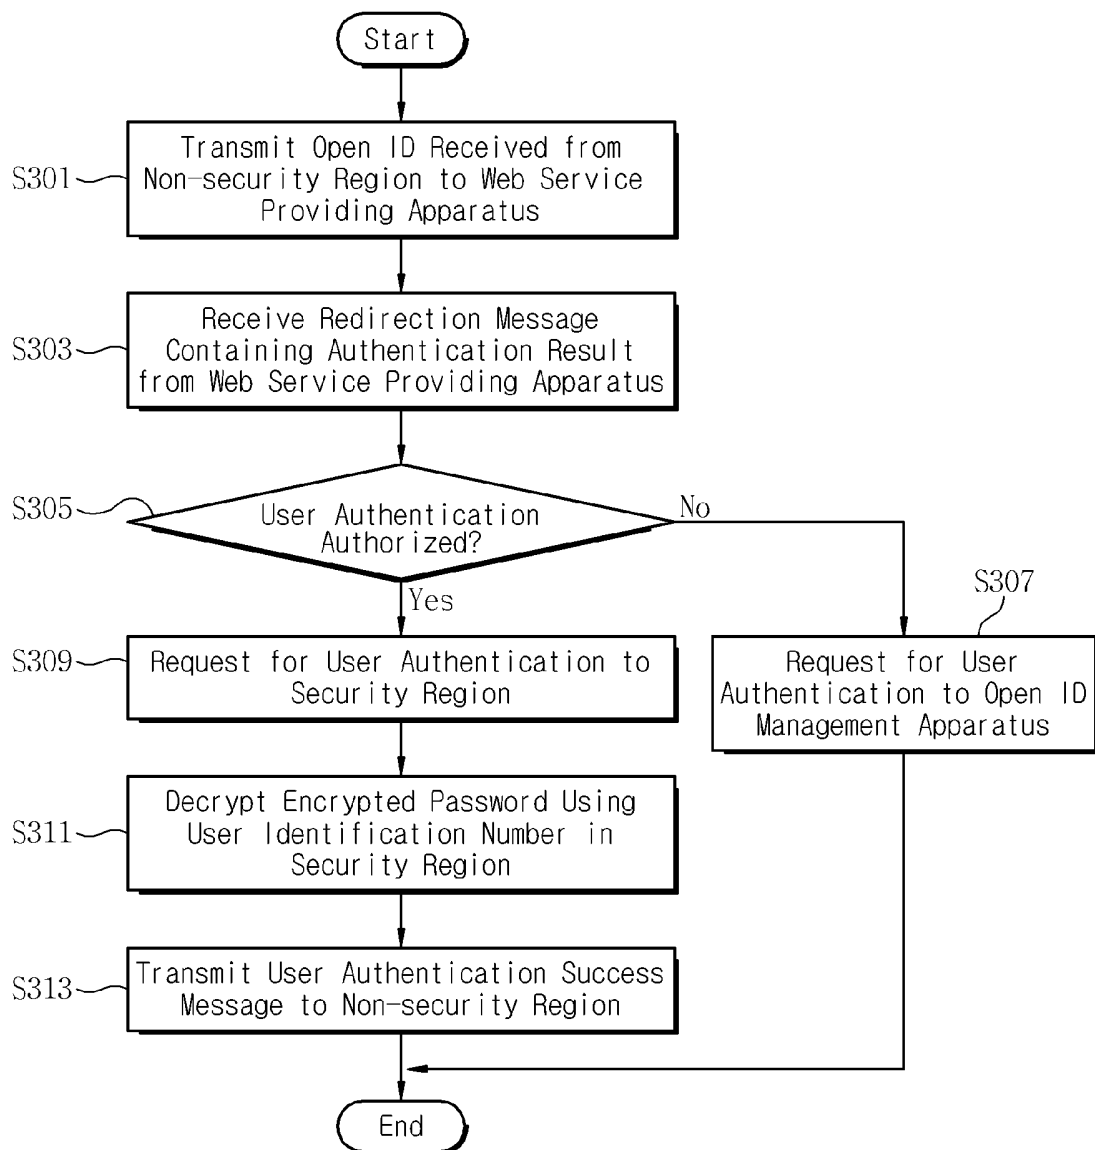 Start
S301
Transmit Open ID Received from
Non-security Region to Web Service
Providing Apparatus
S303
Receive Redirection Message
Containing Authentication Result
from Web Service Providing Apparatus
S305
User Authentication
Authorized?
No
Yes
S307
Request for User
Authentication to Open ID
Management Apparatus
S309
Request for User Authentication to
Security Region
S311
Decrypt Encrypted Password Using
User Identification Number in
Security Region
S313
Transmit User Authentication Success
Message to Non-security Region
End